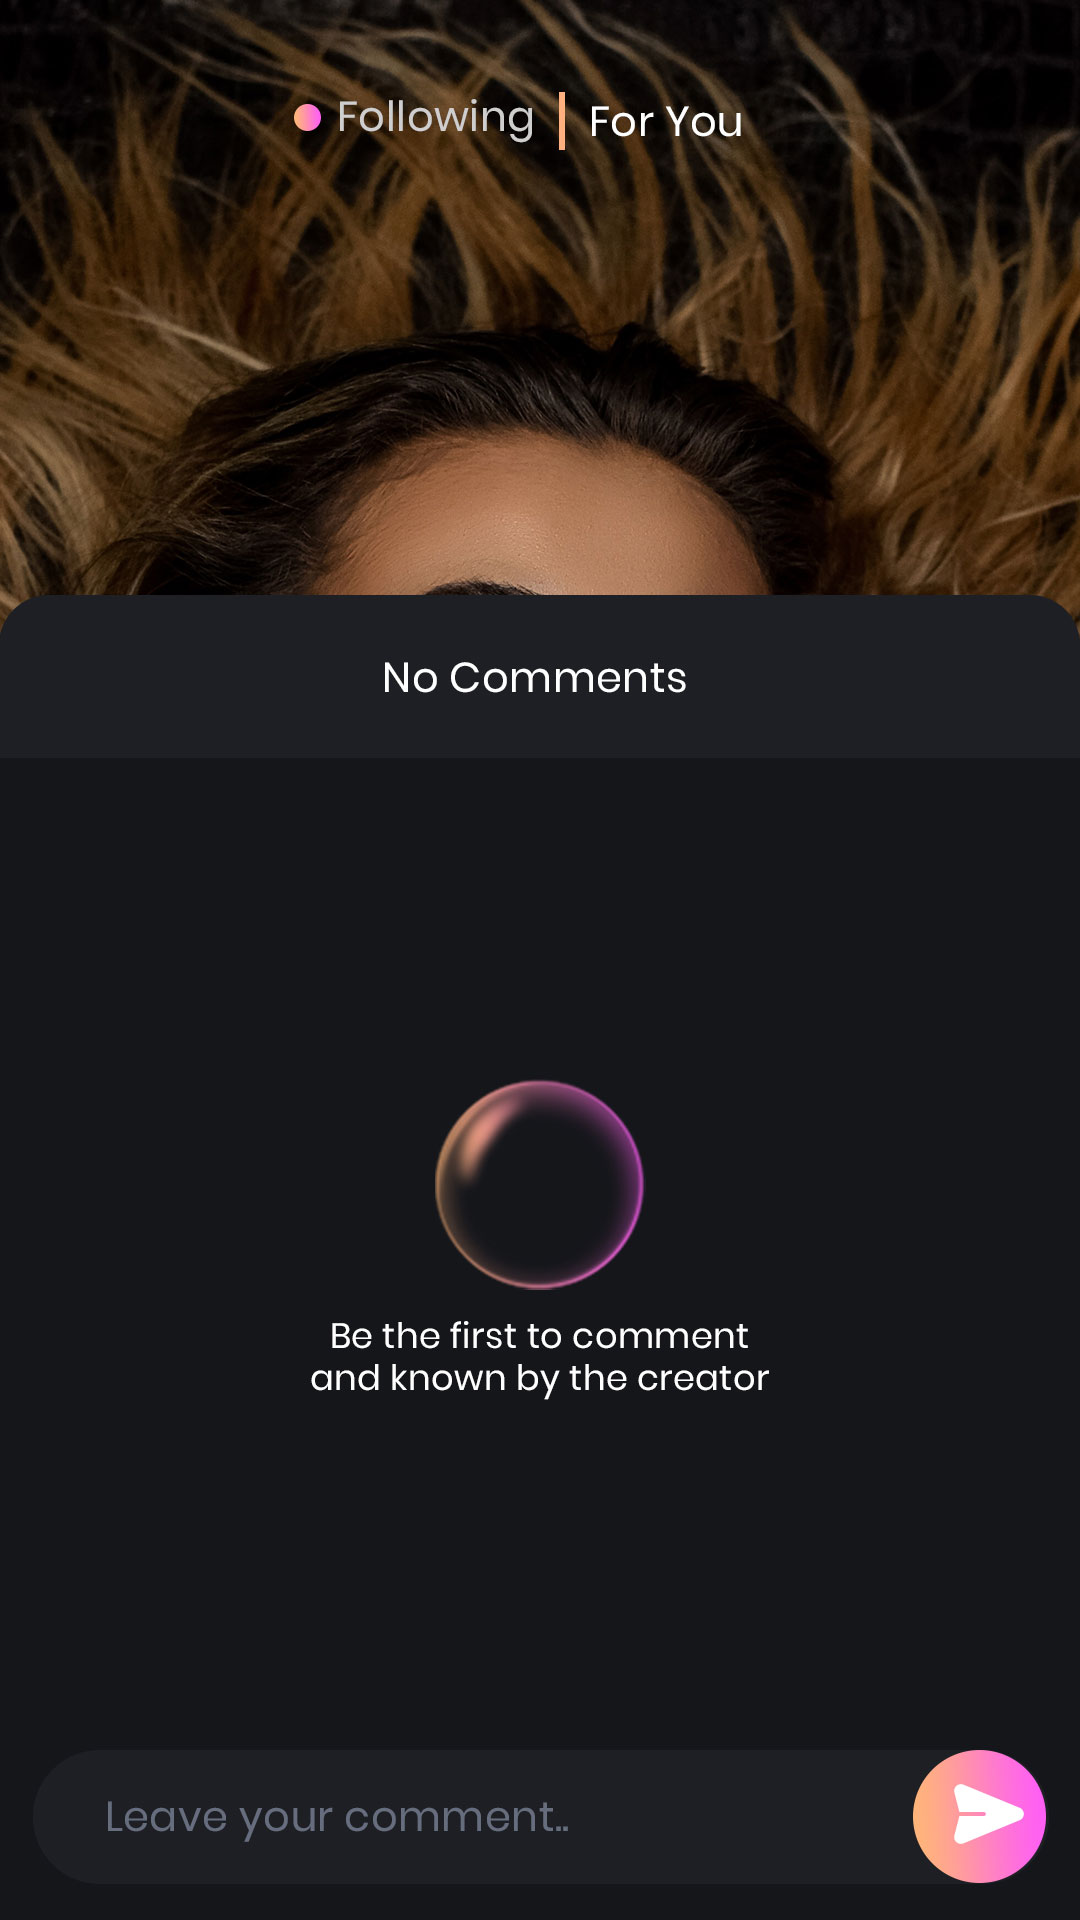 Following
For You
No Comments
Be the first to comment
and known by the creator
Leave your comment..